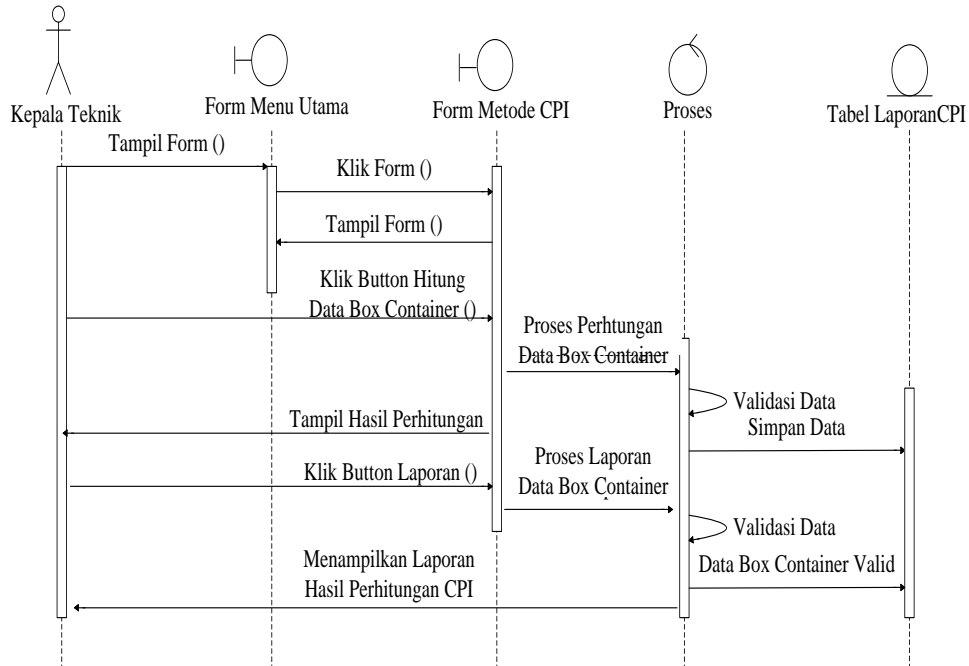 Kepala Teknik
Form Menu Utama
Form Metode CPI
Proses
Tabel LaporanCPI
Tampil Form ()
Klik Form ()
Tampil Form ()
Klik Button Hitung
Data Box Container ()
Proses Perhtungan
Data Box Container
Validasi Data
Tampil Hasil Perhitungan
Simpan Data
Klik Button Laporan ()
Proses Laporan
Data Box Container
Validasi Data
Menampilkan Laporan
Hasil Perhitungan CPI
Data Box Container Valid